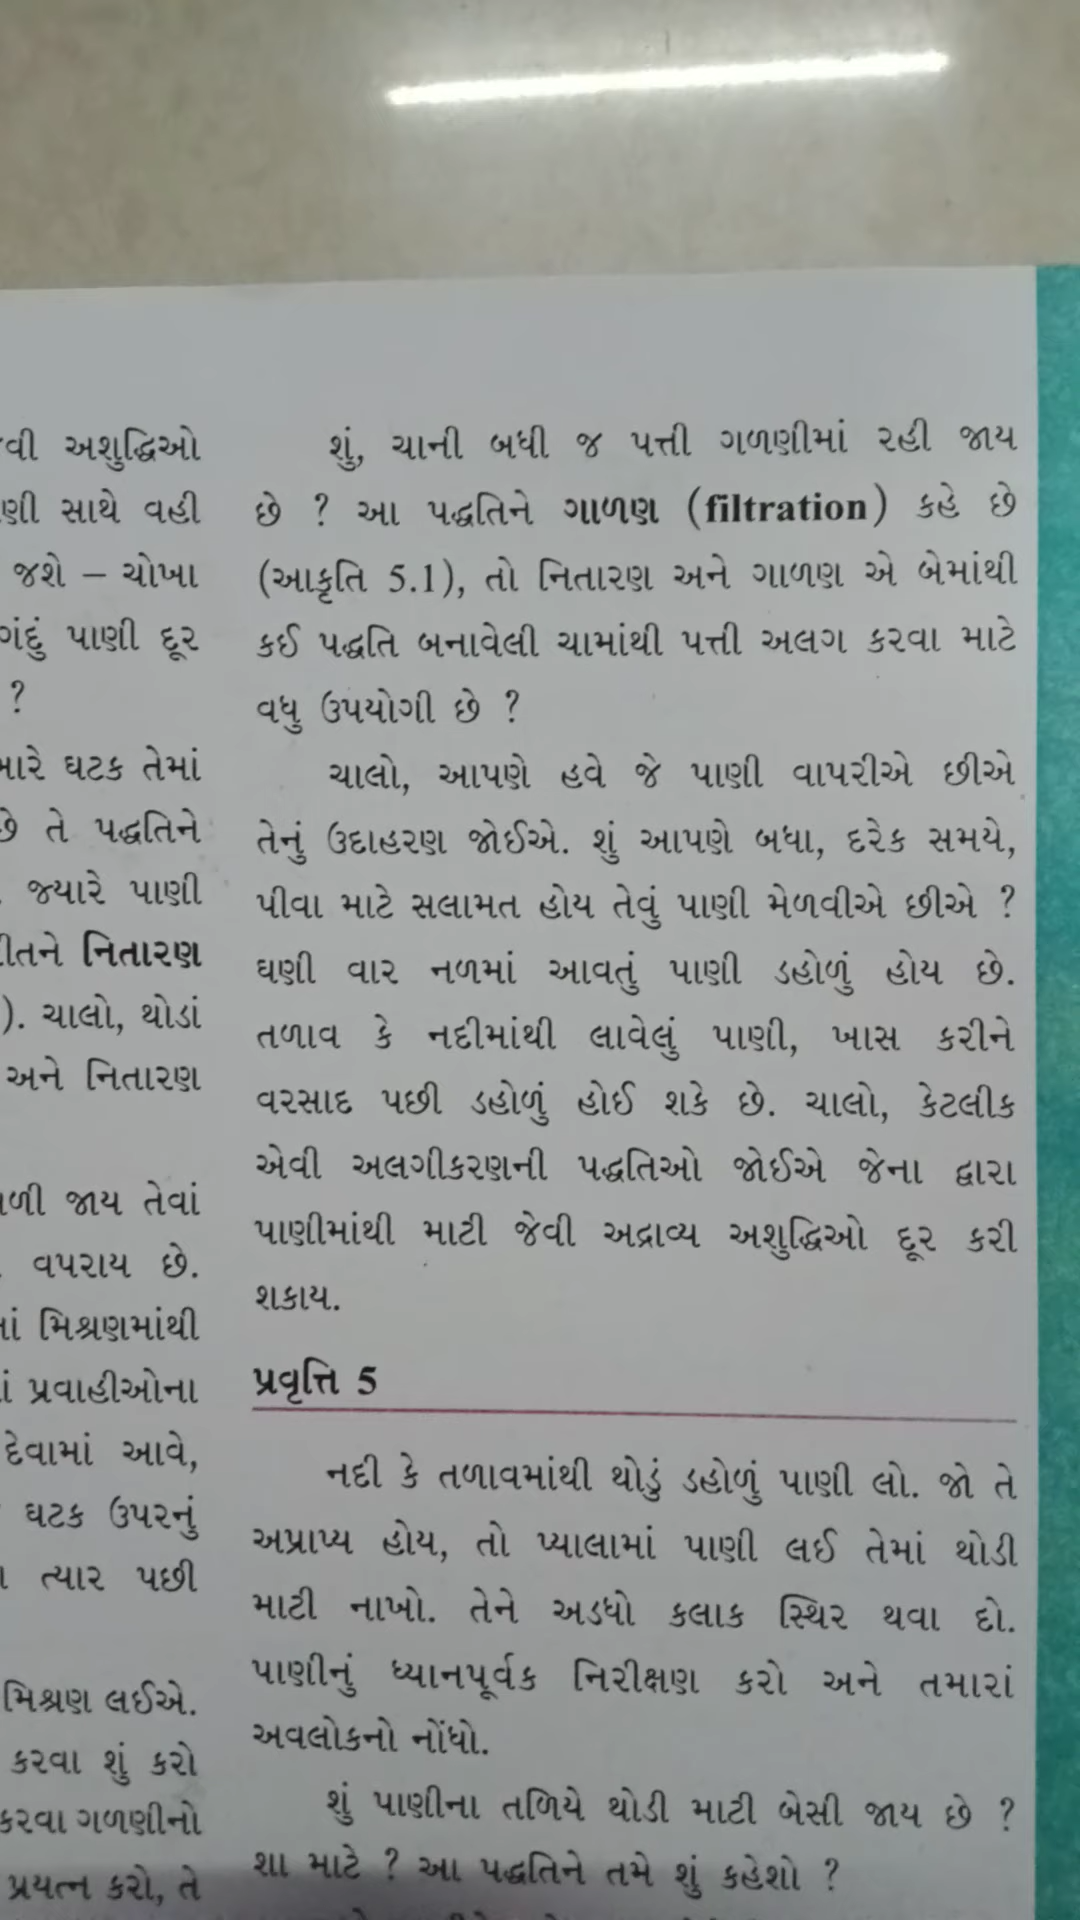 અશુદ્ધિઓ
સાથે વહી
જશે – ચોખા
ગંદું પાણી દૂર
?
ઘટક તેમાં
છે તે પદ્ધતિને
જ્યારે પાણી
નિતારણ
). ચાલો, થોડાં
અને નિતારણ
જાય તેવાં
વપરાય છે.
મિશ્રણમાંથી
પ્રવાહીઓના
દેવામાં આવે,
ઘટક ઉપરનું
ત્યાર પછી
મિશ્રણ લઈએ.
કરવા શું કરો
કરવા ગળણીનો
પ્રયત્ન કરો, તે
શું, ચાની બધી જ પત્તી ગળણીમાં રહી જાય
છે ? આ પદ્ધતિને ગાળણ (filtration) કહે છે
(આકૃતિ 5.1), તો નિતારણ અને ગાળણ એ બેમાંથી
કઈ પદ્ધતિ બનાવેલી ચામાંથી પત્તી અલગ કરવા માટે
વધુ ઉપયોગી છે ?
ચાલો, આપણે હવે જે પાણી વાપરીએ છીએ
તેનું ઉદાહરણ જોઈએ. શું આપણે બધા, દરેક સમયે,
પીવા માટે સલામત હોય તેવું પાણી મેળવીએ છીએ ?
ઘણી વાર નળમાં આવતું પાણી ડહોળું હોય છે.
તળાવ કે નદીમાંથી લાવેલું પાણી, ખાસ કરીને
વરસાદ પછી ડહોળું હોઈ શકે છે. ચાલો, કેટલીક
એવી અલગીકરણની પદ્ધતિઓ જોઈએ જેના દ્વારા
પાણીમાંથી માટી જેવી અદ્રાવ્ય અશુદ્ધિઓ દૂર કરી
શકાય.
પ્રવૃત્તિ 5
નદી કે તળાવમાંથી થોડું ડહોળું પાણી લો. જો તે
અપ્રાપ્ય હોય, તો પ્યાલામાં પાણી લઈ તેમાં થોડી
માટી નાખો. તેને અડધો કલાક સ્થિર થવા દો.
પાણીનું ધ્યાનપૂર્વક નિરીક્ષણ કરો અને તમારાં
અવલોકનો નોંધો.
શું પાણીના તળિયે થોડી માટી બેસી જાય છે ?
શા માટે ? આ પદ્ધતિને તમે શું કહેશો ?